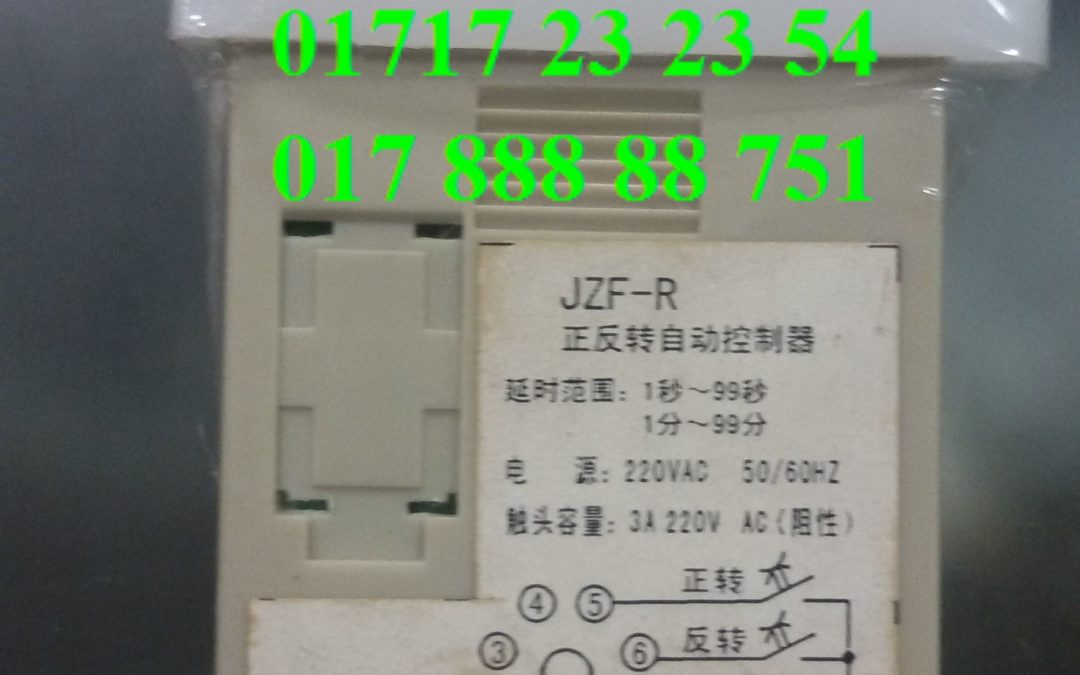 01717 23 23 54
017 888 88 751
JZF-R
正反转自动控制器
延时范围：1秒～99秒
1分～99分
电 源：220VAC 50/60HZ
触头容量：3A 220V AC（阻性）
正转
④ ⑤
反转
③ ⑥